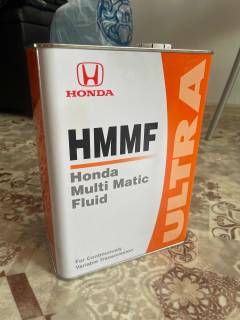 HONDA
HMMF
Honda
Multi Matic
Fluid
For Continuously
Variable Transmission
ULTRA